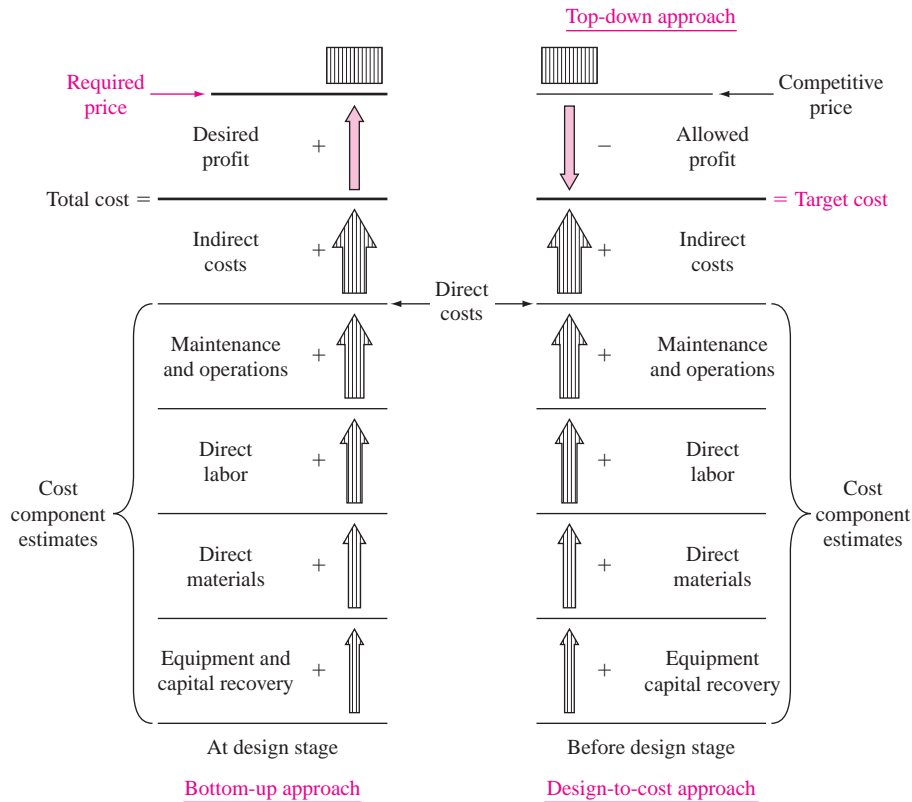 Top-down approach
Required
price
Competitive
price
Desired
profit
+
−
Allowed
profit
Total cost =
= Target cost
Indirect
costs
+
+
Indirect
costs
Direct
costs
Maintenance
and operations
+
+
Maintenance
and operations
Direct
labor
+
+
Direct
labor
Cost
component
estimates
Cost
component
estimates
Direct
materials
+
+
Direct
materials
Equipment and
capital recovery
+
+
Equipment
capital recovery
At design stage
Before design stage
Bottom-up approach
Design-to-cost approach